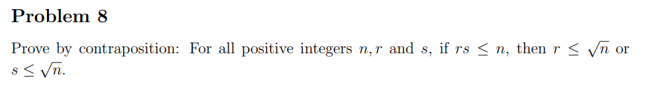 Problem 8
Prove by contraposition: For all positive integers n, r and s, if rs ≤ n, then r ≤ √n or
s ≤ √n.